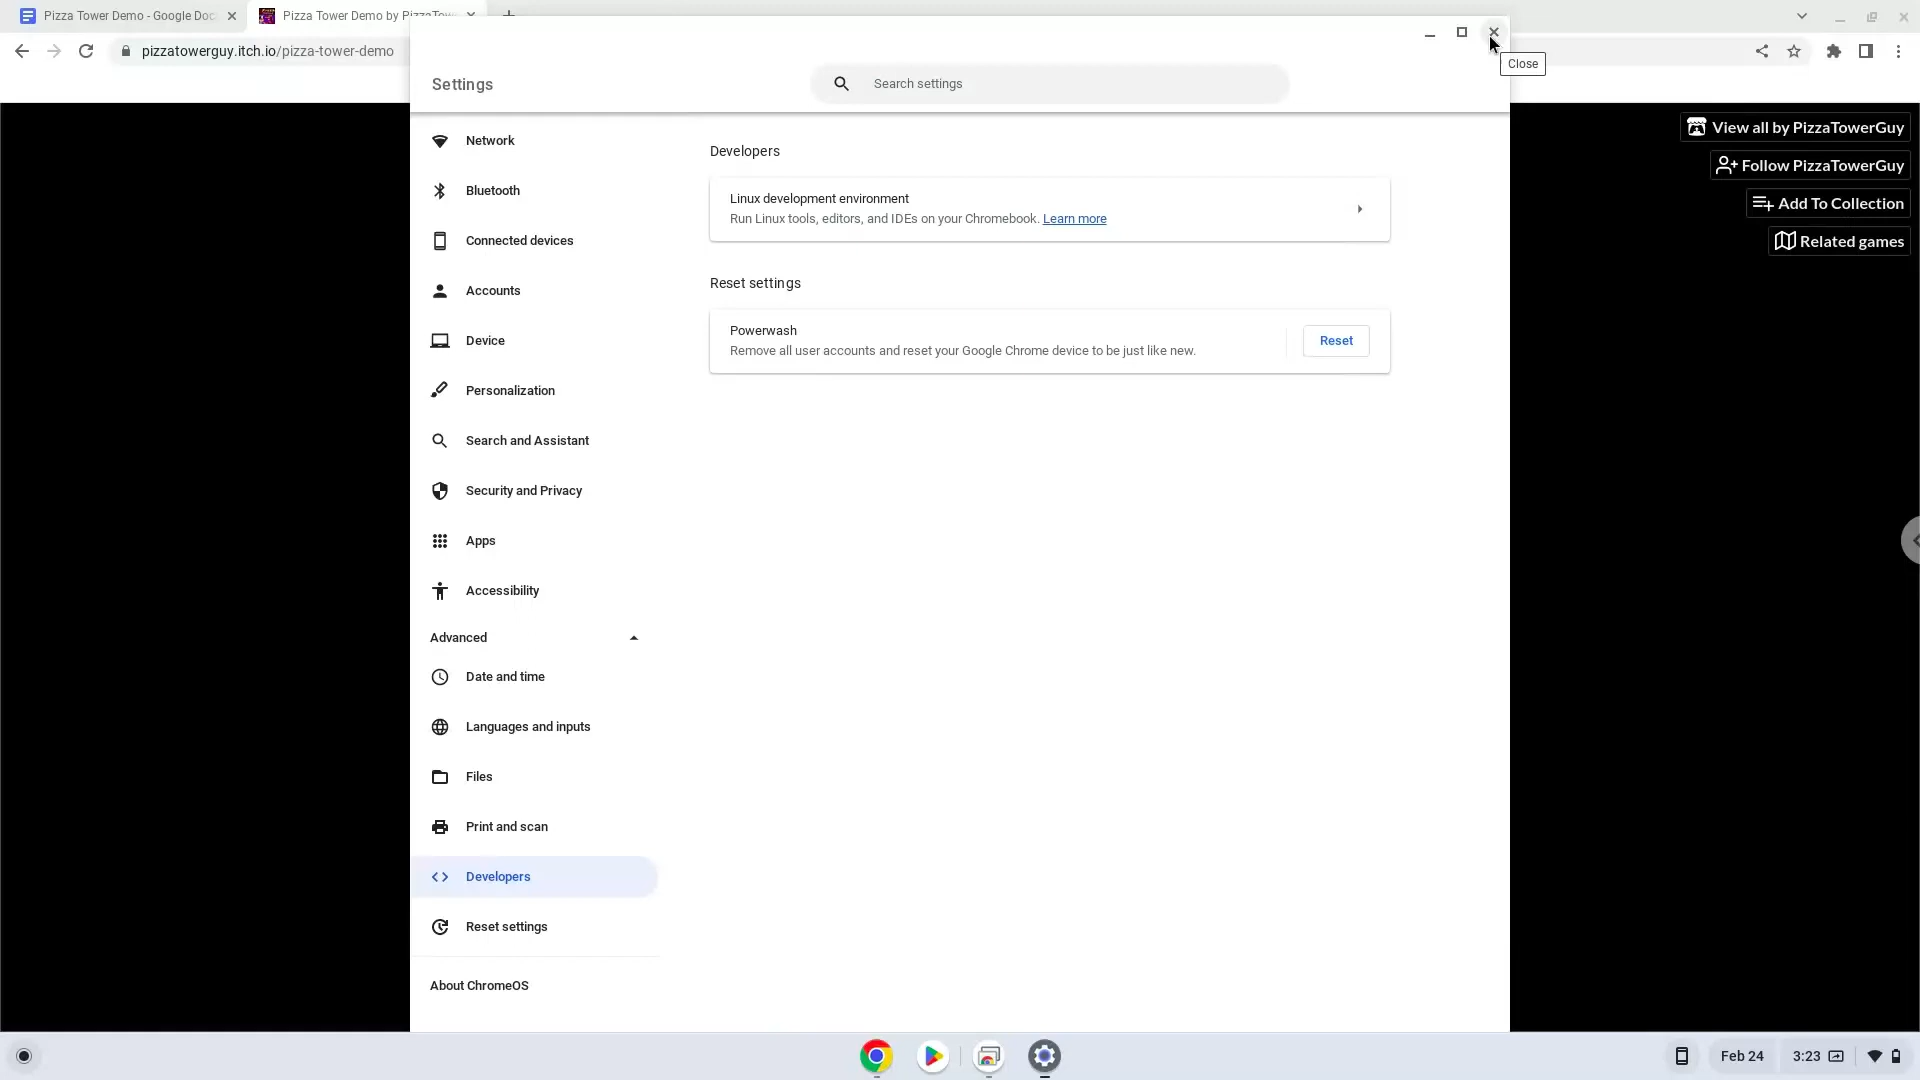 Pizza Tower Demo - Google Doc
Pizza Tower Demo by PizzaTow
pizzatowerguy.itch.io/pizza-tower-demo
Close
Settings
Search settings
View all by PizzaTowerGuy
Follow PizzaTowerGuy
Add To Collection
Related games
Network
Bluetooth
Connected devices
Accounts
Device
Personalization
Search and Assistant
Security and Privacy
Apps
Accessibility
Advanced
Date and time
Languages and inputs
Files
Print and scan
Developers
Reset settings
About ChromeOS
Developers
Linux development environment
Run Linux tools, editors, and IDEs on your Chromebook. Learn more
Reset settings
Powerwash
Remove all user accounts and reset your Google Chrome device to be just like new.
Reset
Feb 24
3:23